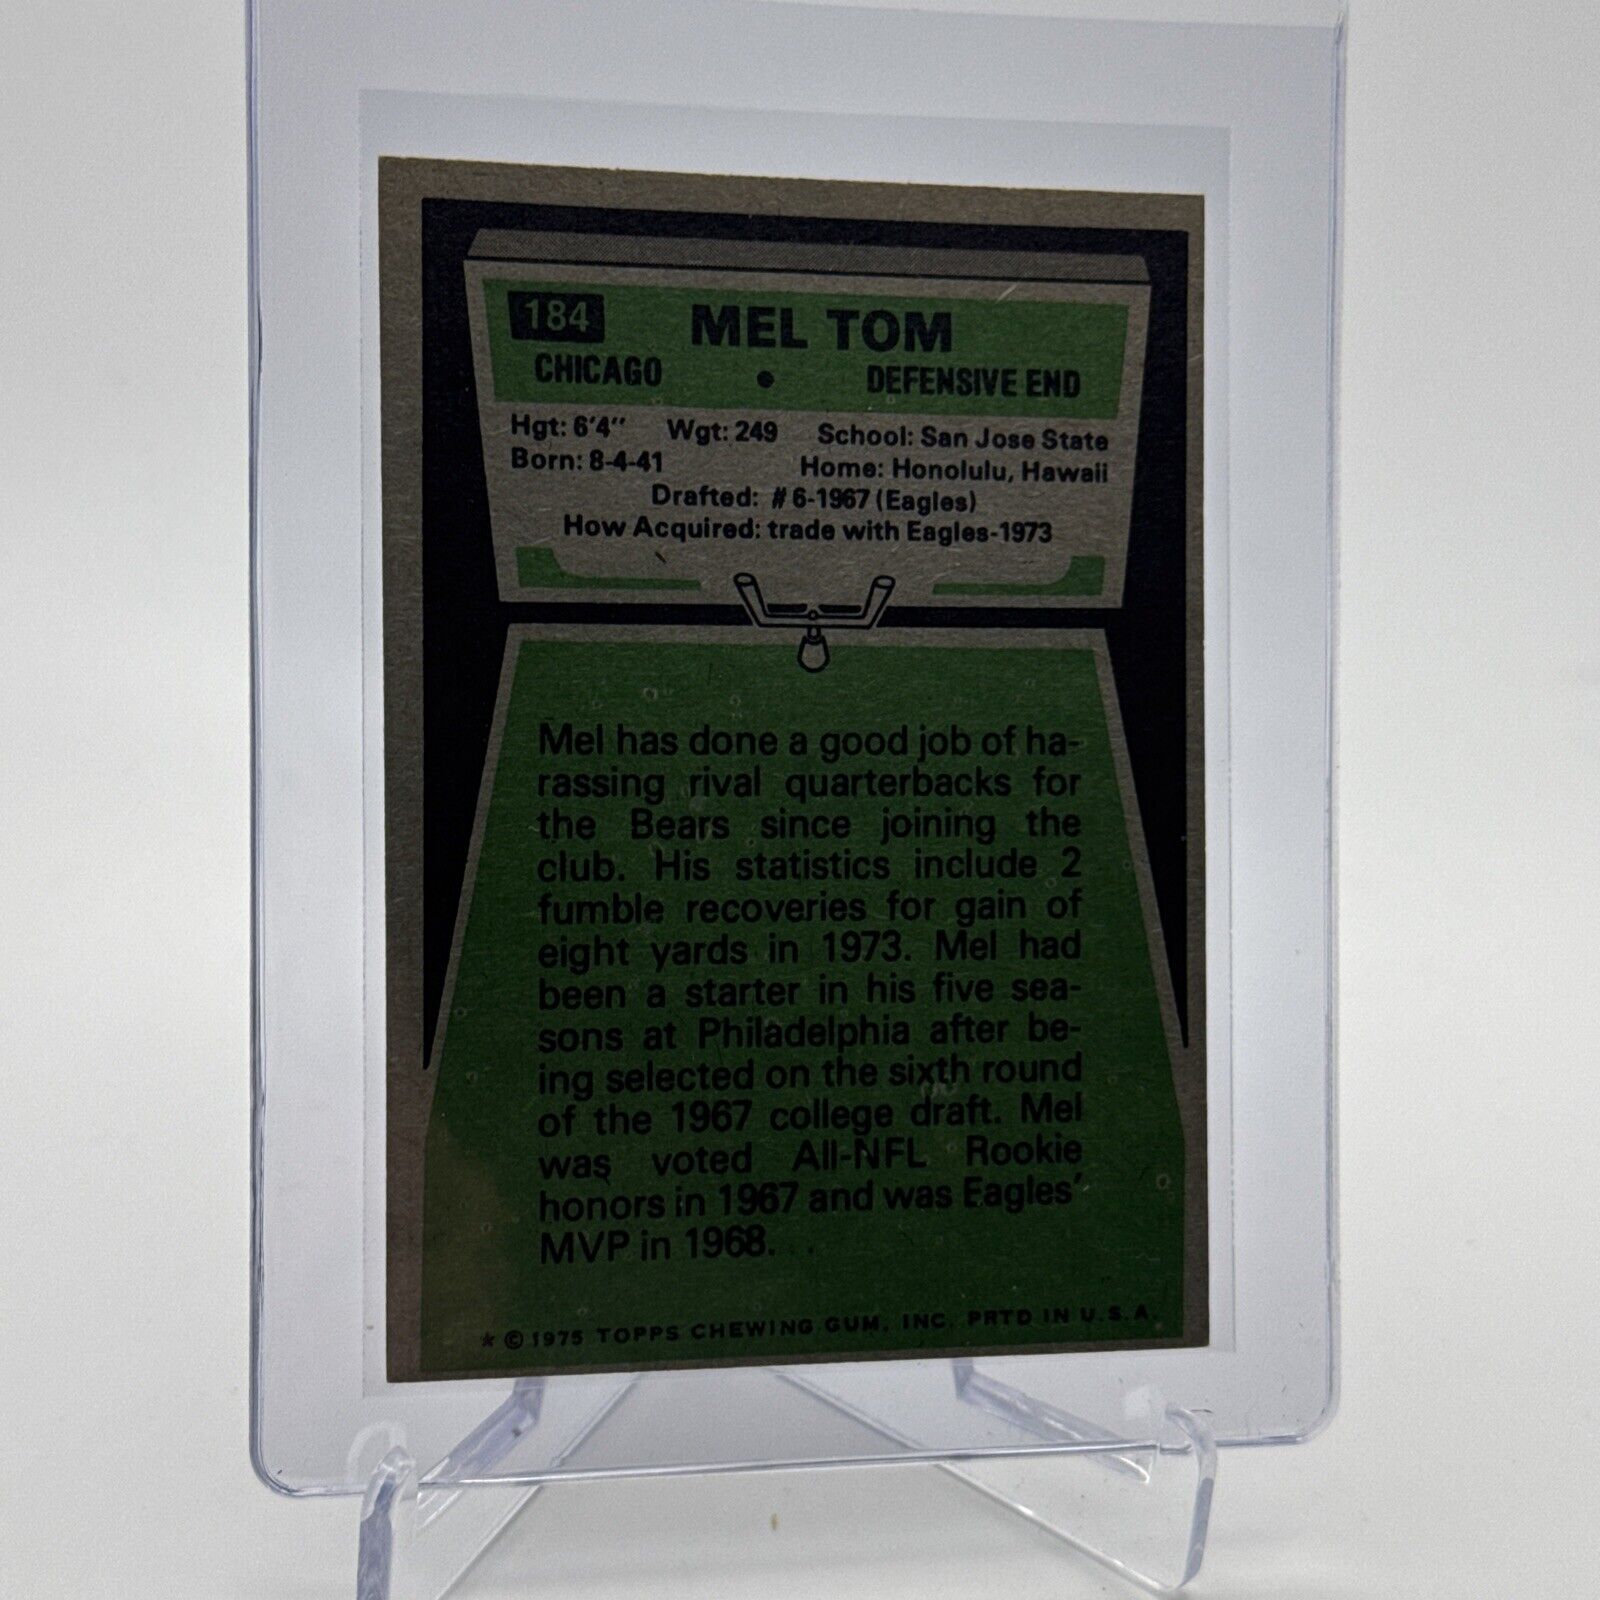 184 MEL TOM
CHICAGO • DEFENSIVE END
Hgt: 6'4" Wgt: 249 School: San Jose State
Born: 8-4-41 Home: Honolulu, Hawaii
Drafted: #6-1967 (Eagles)
How Acquired: trade with Eagles-1973
Mel has done a good job of ha-
rassing rival quarterbacks for
the Bears since joining the
club. His statistics include 2
fumble recoveries for gain of
eight yards in 1973. Mel had
been a starter in his five sea-
sons at Philadelphia after be-
ing selected on the sixth round
of the 1967 college draft. Mel
was voted All-NFL Rookie
honors in 1967 and was Eagles'
MVP in 1968.
* © 1975 TOPPS CHEWING GUM, INC. PRTD IN U.S.A.